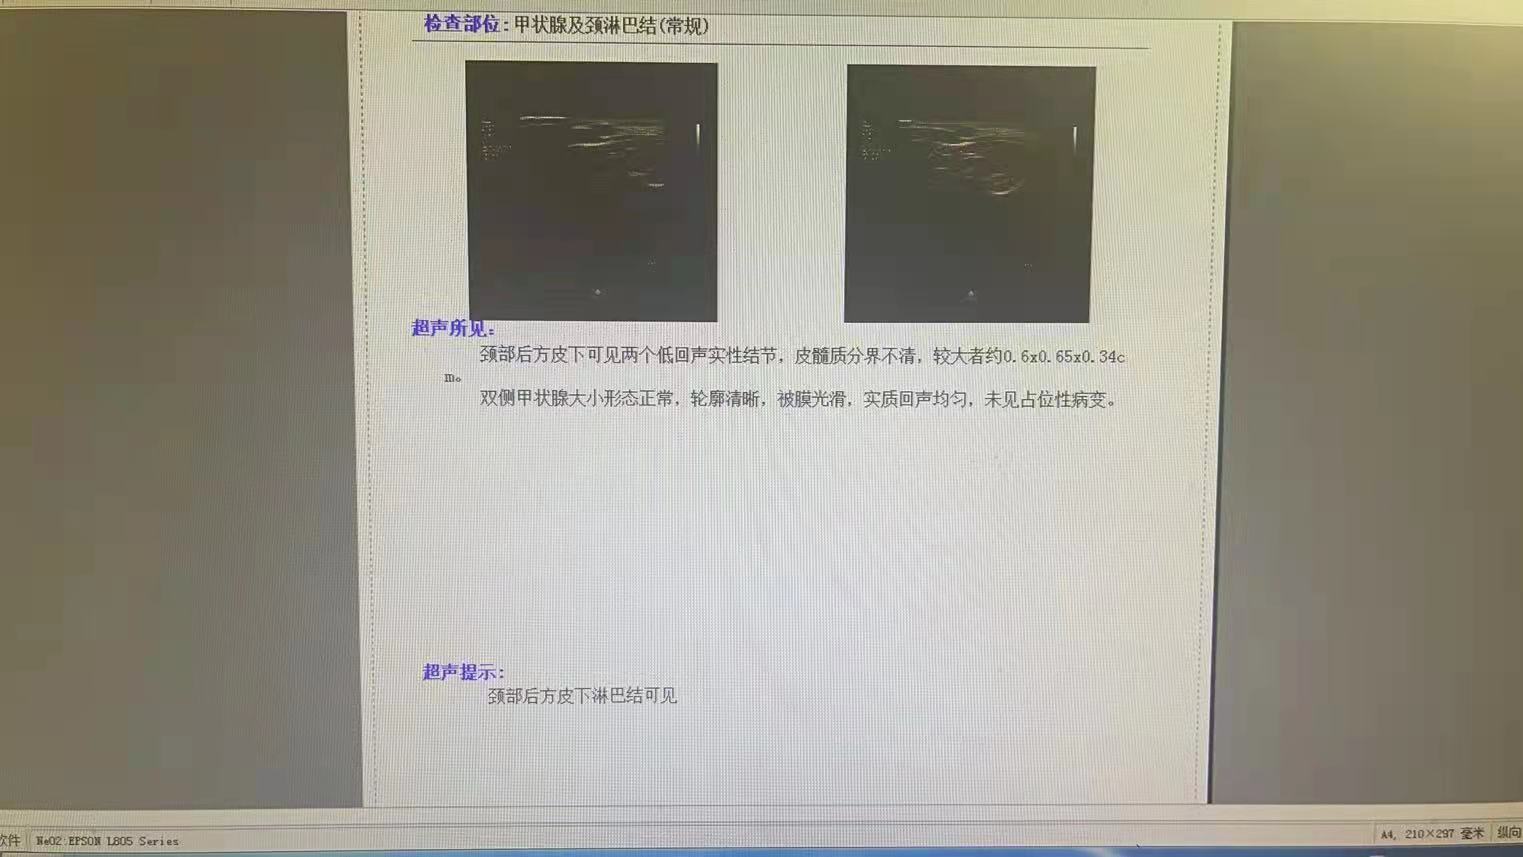 检查部位:甲状腺及颈淋巴结(常规)
超声所见:
颈部后方皮下可见两个低回声实性结节，皮髓质分界不清，较大者约0.6x0.65x0.34c
m。
双侧甲状腺大小形态正常，轮廓清晰，被膜光滑，实质回声均匀，未见占位性病变。
超声提示:
颈部后方皮下淋巴结可见
软件 Ne02:EPSON L805 Series
A4, 210×297 毫米 纵向